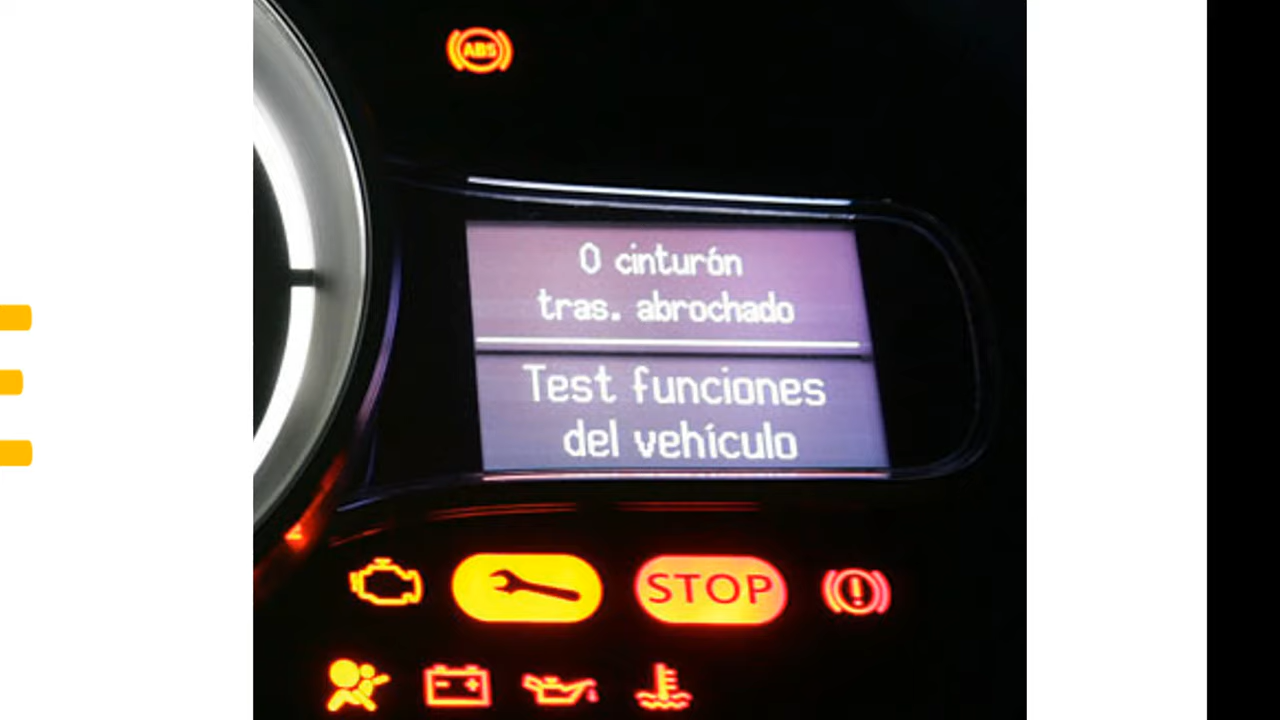 ABS
0 cinturón
tras. abrochado
Test funciones
del vehículo
STOP